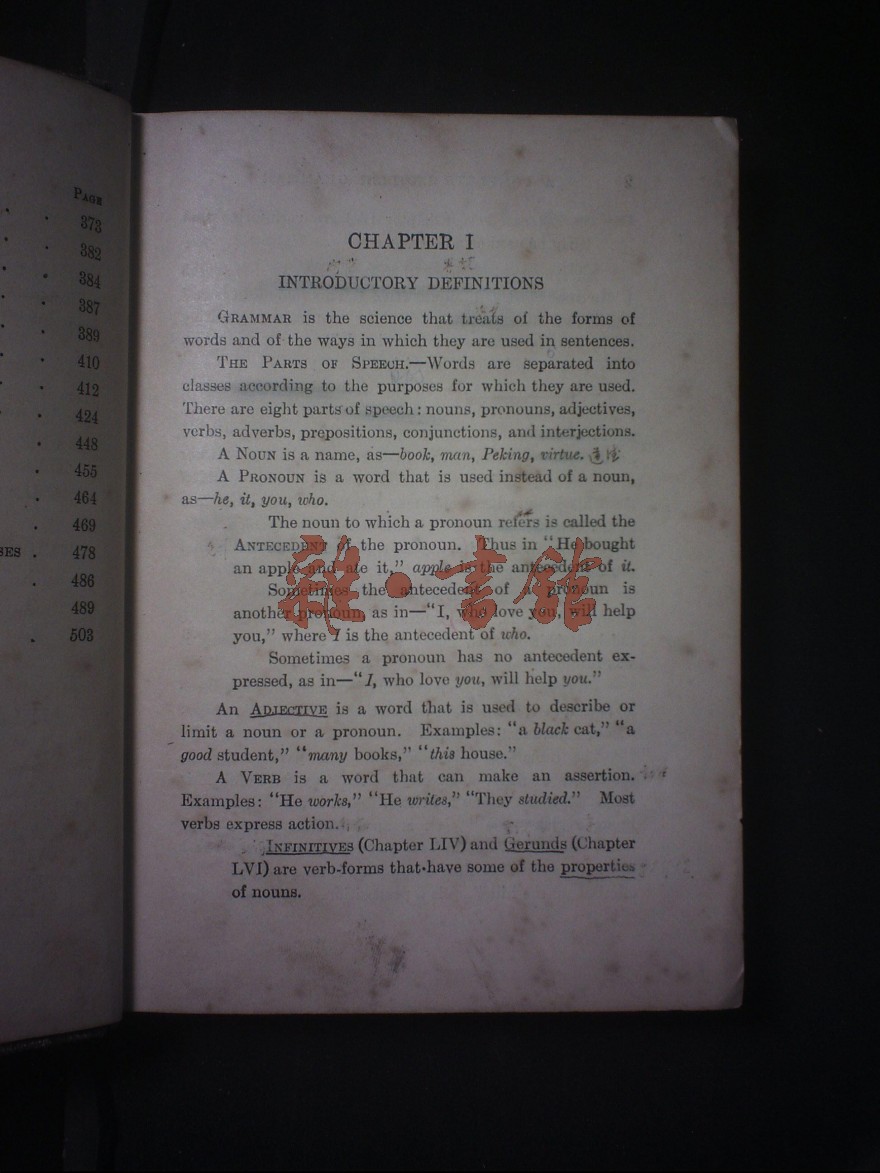 PAGE
373
382
384
387
389
410
412
424
448
455
464
469
SES . 478
486
489
. 503
CHAPTER I
INTRODUCTORY DEFINITIONS
GRAMMAR is the science that treats of the forms of
words and of the ways in which they are used in sentences.
THE PARTS OF SPEECH.—Words are separated into
classes according to the purposes for which they are used.
There are eight parts of speech: nouns, pronouns, adjectives,
verbs, adverbs, prepositions, conjunctions, and interjections.
A NOUN is a name, as—book, man, Peking, virtue.
A PRONOUN is a word that is used instead of a noun,
as—he, it, you, who.
The noun to which a pronoun refers is called the
ANTECEDENT of the pronoun. Thus in "He bought
an apple and ate it," apple is the antecedent of it.
Sometimes the antecedent of a pronoun is
another pronoun, as in—"I, who love you, will help
you," where I is the antecedent of who.
Sometimes a pronoun has no antecedent ex-
pressed, as in—"I, who love you, will help you."
An ADJECTIVE is a word that is used to describe or
limit a noun or a pronoun. Examples: "a black cat," "a
good student," "many books," "this house."
A VERB is a word that can make an assertion.
Examples: "He works," "He writes," "They studied." Most
verbs express action.
INFINITIVES (Chapter LIV) and Gerunds (Chapter
LVI) are verb-forms that have some of the properties
of nouns.
雜·書館